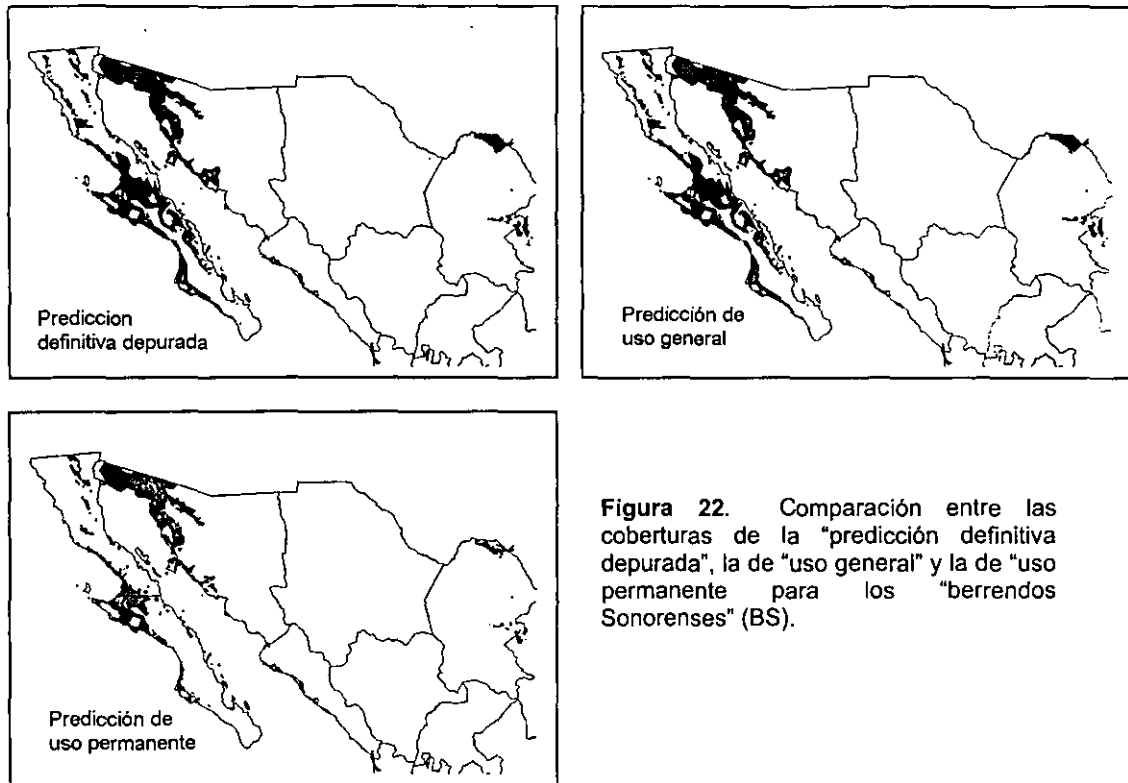 Prediccion
definitiva depurada
Predicción de
uso general
Predicción de
uso permanente
Figura 22. Comparación entre las
coberturas de la “predicción definitiva
depurada”, la de “uso general” y la de “uso
permanente para los “berrendos
Sonorenses” (BS).